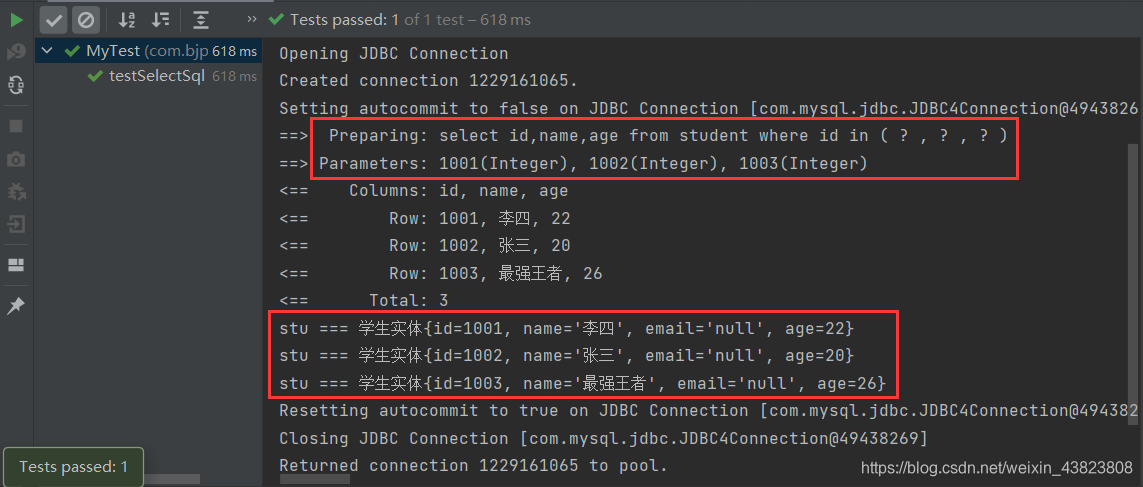 Tests passed: 1 of 1 test – 618 ms
MyTest (com.bjp 618 ms
testSelectSql 618 ms
Opening JDBC Connection
Created connection 1229161065.
Setting autocommit to false on JDBC Connection [com.mysql.jdbc.JDBC4Connection@4943826
==>  Preparing: select id,name,age from student where id in ( ? , ? , ? )
==> Parameters: 1001(Integer), 1002(Integer), 1003(Integer)
<==    Columns: id, name, age
<==        Row: 1001, 李四, 22
<==        Row: 1002, 张三, 20
<==        Row: 1003, 最强王者, 26
<==      Total: 3
stu === 学生实体{id=1001, name='李四', email='null', age=22}
stu === 学生实体{id=1002, name='张三', email='null', age=20}
stu === 学生实体{id=1003, name='最强王者', email='null', age=26}
Resetting autocommit to true on JDBC Connection [com.mysql.jdbc.JDBC4Connection@494382
Closing JDBC Connection [com.mysql.jdbc.JDBC4Connection@49438269]
Returned connection 1229161065 to pool.
Tests passed: 1
https://blog.csdn.net/weixin_43823808